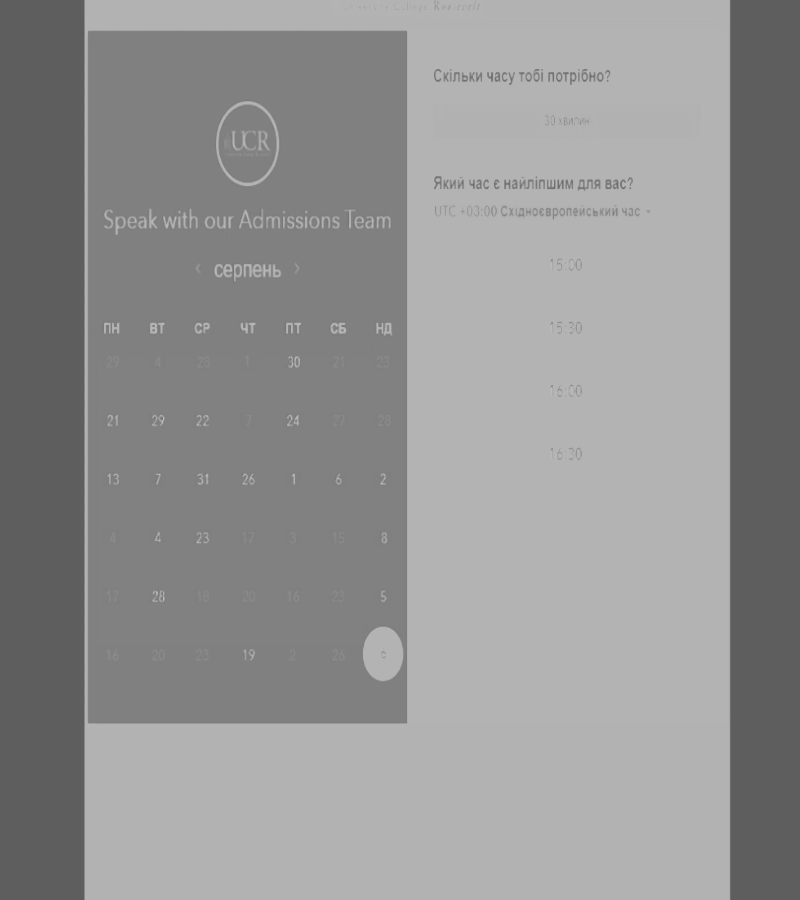 Roosevelt
UCR
Speak with our Admissions Team
‹ серпень ›
ПН ВТ СР ЧТ ПТ СБ НД
29 4 28 1 30 21 23
21 29 22 7 24 27 28
13 7 31 26 1 6 2
4 4 23 17 3 15 8
17 28 18 20 16 23 5
16 20 23 19 2 26 6
Скільки часу тобі потрібно?
30 хвилин
Який час є найліпшим для вас?
UTC +03:00 Східноєвропейський час
15:00
15:30
16:00
16:30